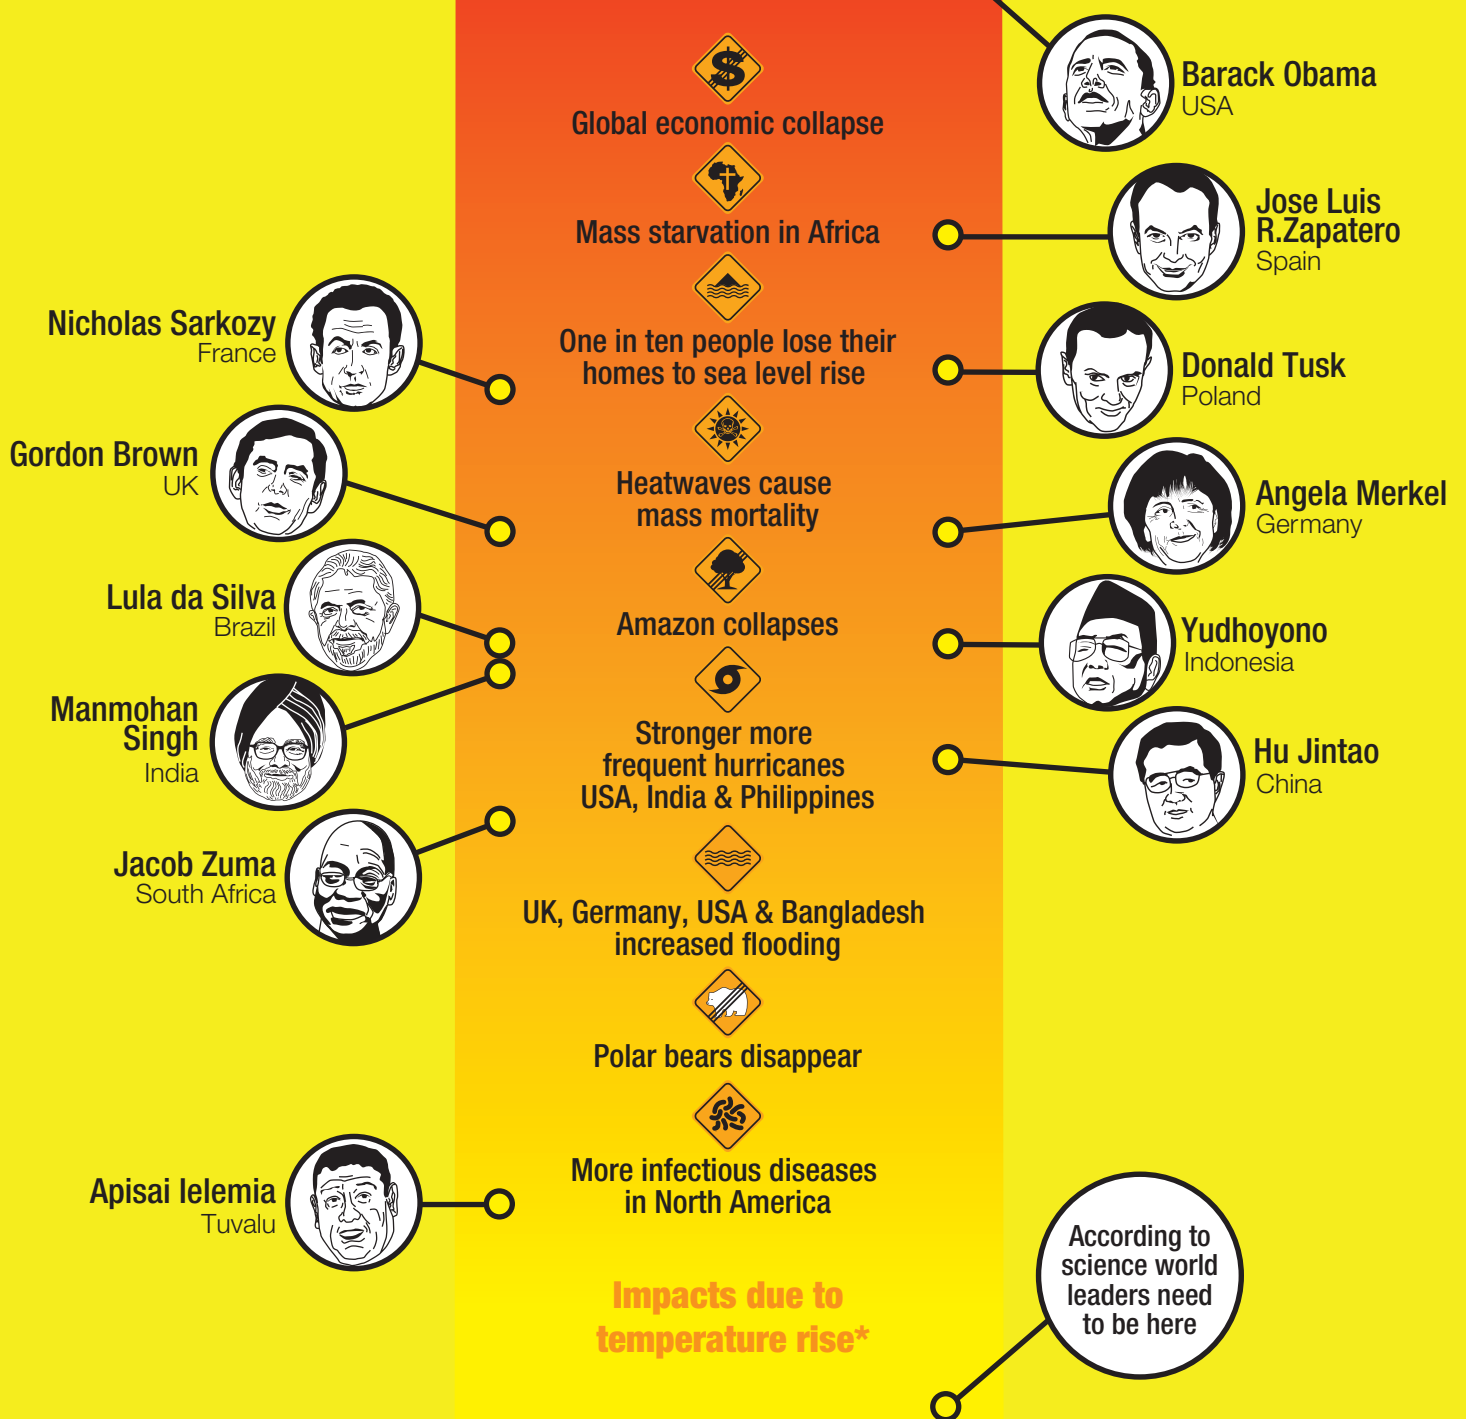 Barack Obama
USA
Global economic collapse
Mass starvation in Africa
Jose Luis
R.Zapatero
Spain
Nicholas Sarkozy
France
One in ten people lose their
homes to sea level rise
Donald Tusk
Poland
Gordon Brown
UK
Heatwaves cause
mass mortality
Angela Merkel
Germany
Lula da Silva
Brazil
Amazon collapses
Yudhoyono
Indonesia
Manmohan
Singh
India
Stronger more
frequent hurricanes
USA, India & Philippines
Hu Jintao
China
Jacob Zuma
South Africa
UK, Germany, USA & Bangladesh
increased flooding
Polar bears disappear
Apisai Ielemia
Tuvalu
More infectious diseases
in North America
According to
science world
leaders need
to be here
Impacts due to
temperature rise*